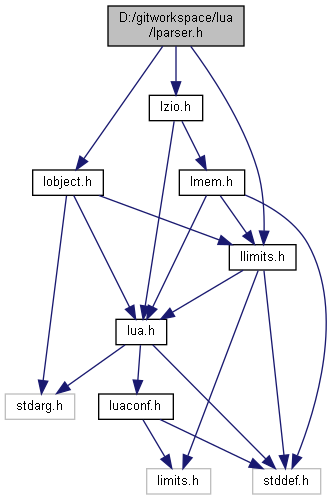 D:/gitworkspace/lua
/lparser.h
lzio.h
lobject.h
lmem.h
llimits.h
lua.h
stdarg.h
luaconf.h
limits.h
stddef.h